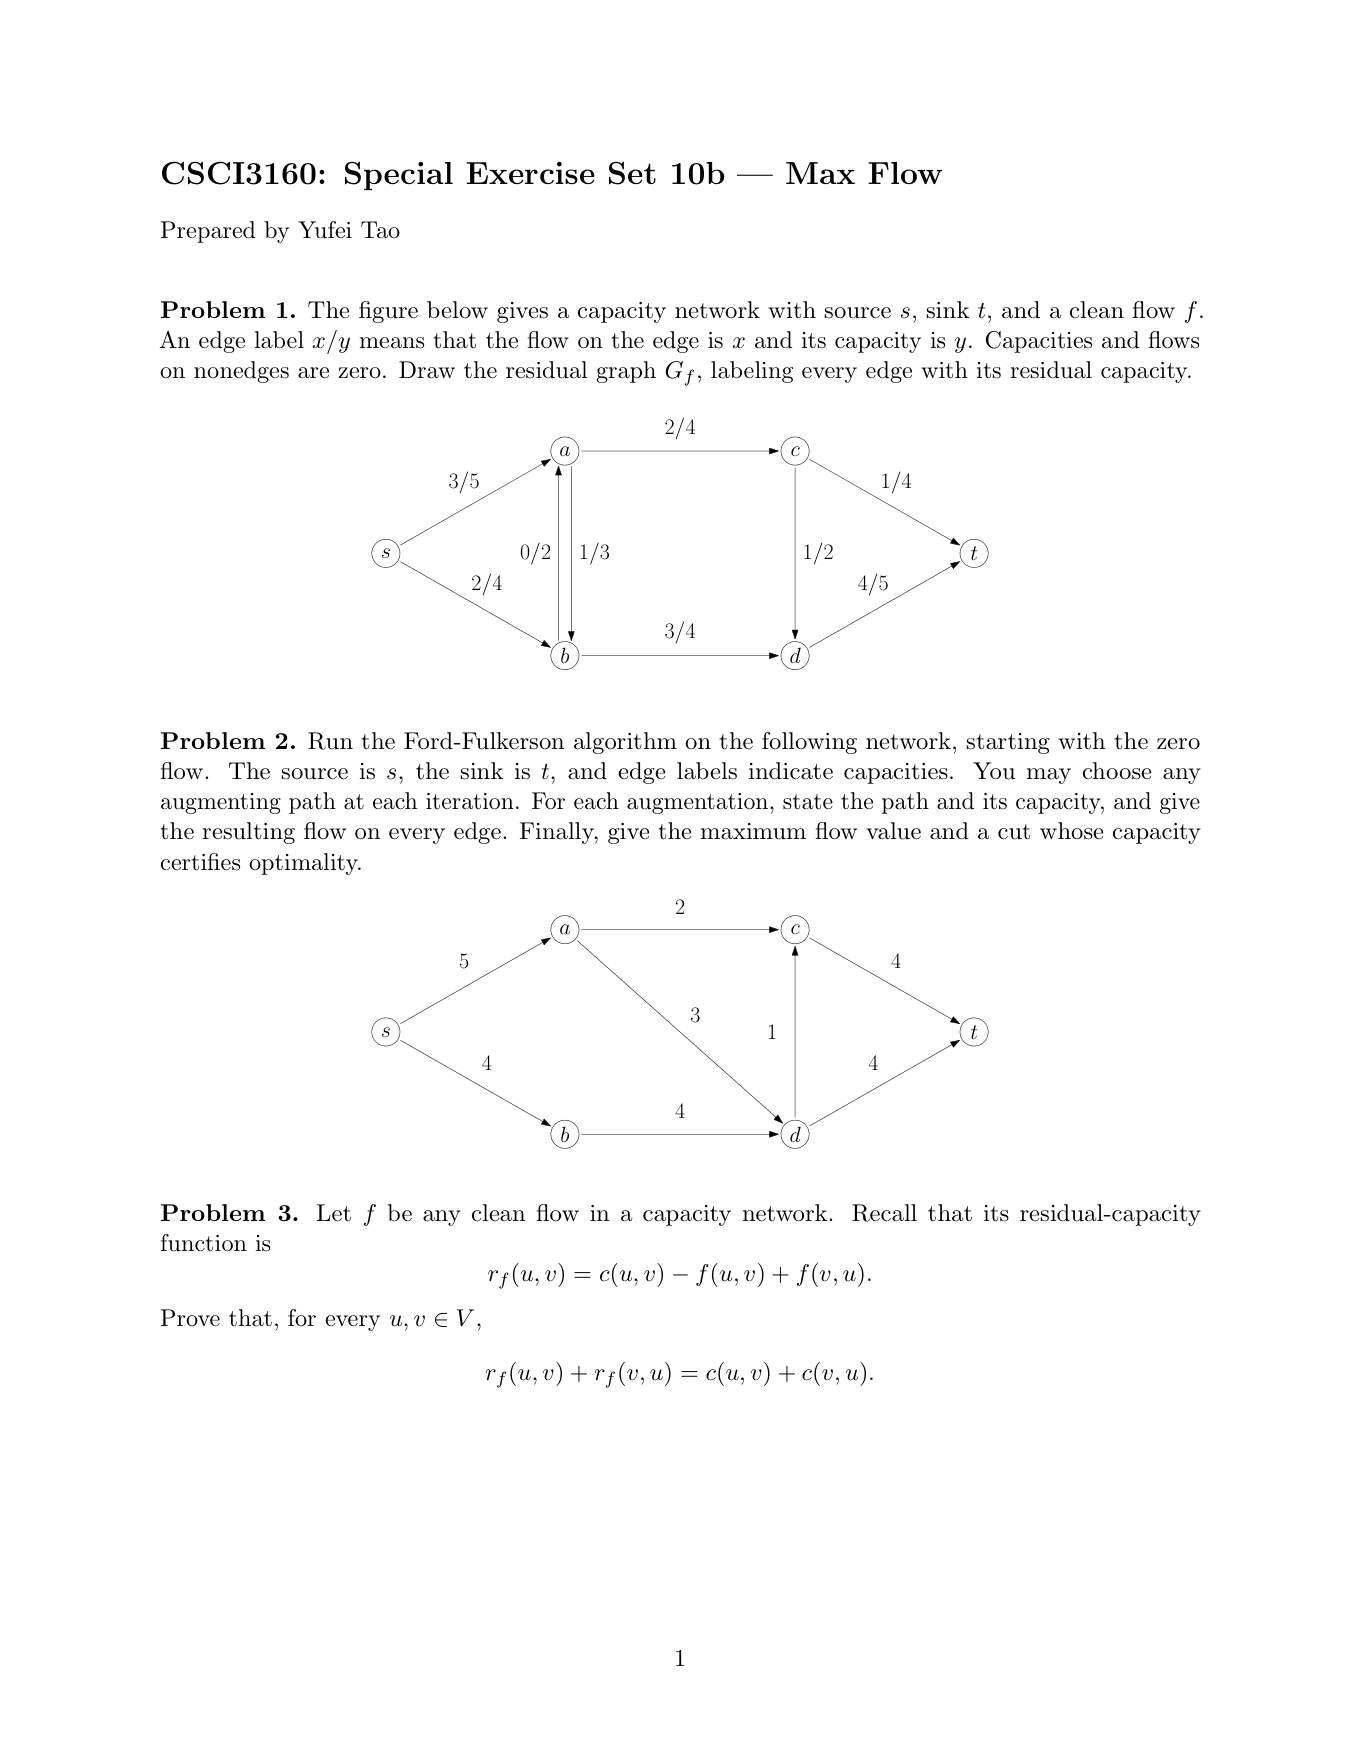 CSCI3160: Special Exercise Set 10b — Max Flow
Prepared by Yufei Tao
Problem 1. The figure below gives a capacity network with source s, sink t, and a clean flow f.
An edge label x/y means that the flow on the edge is x and its capacity is y. Capacities and flows
on nonedges are zero. Draw the residual graph G_f, labeling every edge with its residual capacity.
2/4
a
c
3/5
1/4
s
0/2
1/3
1/2
t
2/4
4/5
3/4
b
d
Problem 2. Run the Ford-Fulkerson algorithm on the following network, starting with the zero
flow. The source is s, the sink is t, and edge labels indicate capacities. You may choose any
augmenting path at each iteration. For each augmentation, state the path and its capacity, and give
the resulting flow on every edge. Finally, give the maximum flow value and a cut whose capacity
certifies optimality.
2
a
c
5
4
3
s
1
t
4
4
4
b
d
Problem 3. Let f be any clean flow in a capacity network. Recall that its residual-capacity
function is
r_f(u, v) = c(u, v) − f(u, v) + f(v, u).
Prove that, for every u, v ∈ V,
r_f(u, v) + r_f(v, u) = c(u, v) + c(v, u).
1